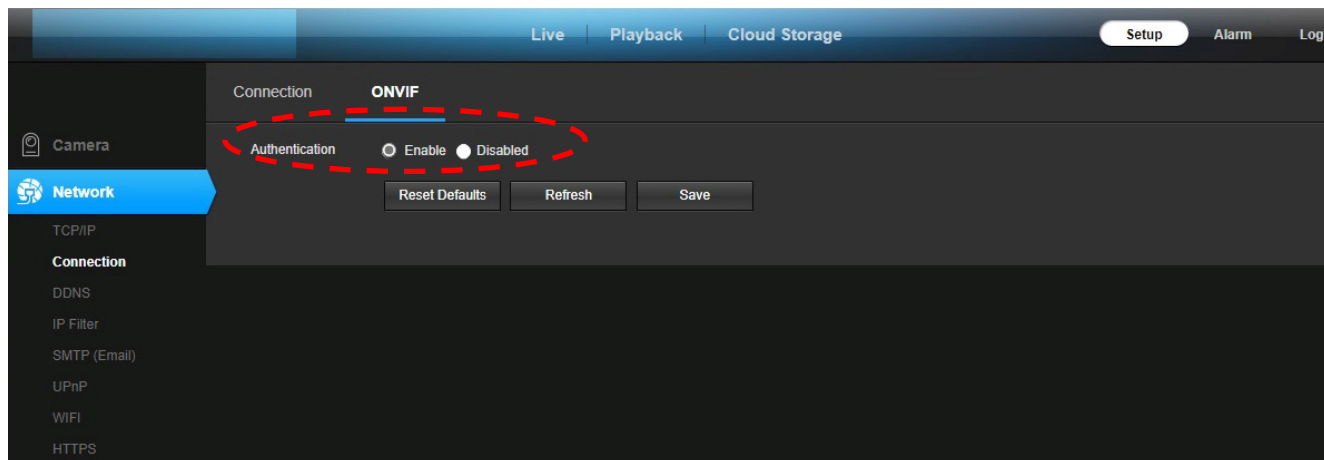 Live Playback Cloud Storage Setup Alarm Log
Connection ONVIF
Camera
Authentication Enable Disabled
Network
Reset Defaults Refresh Save
TCP/IP
Connection
DDNS
IP Filter
SMTP (Email)
UPnP
WIFI
HTTPS